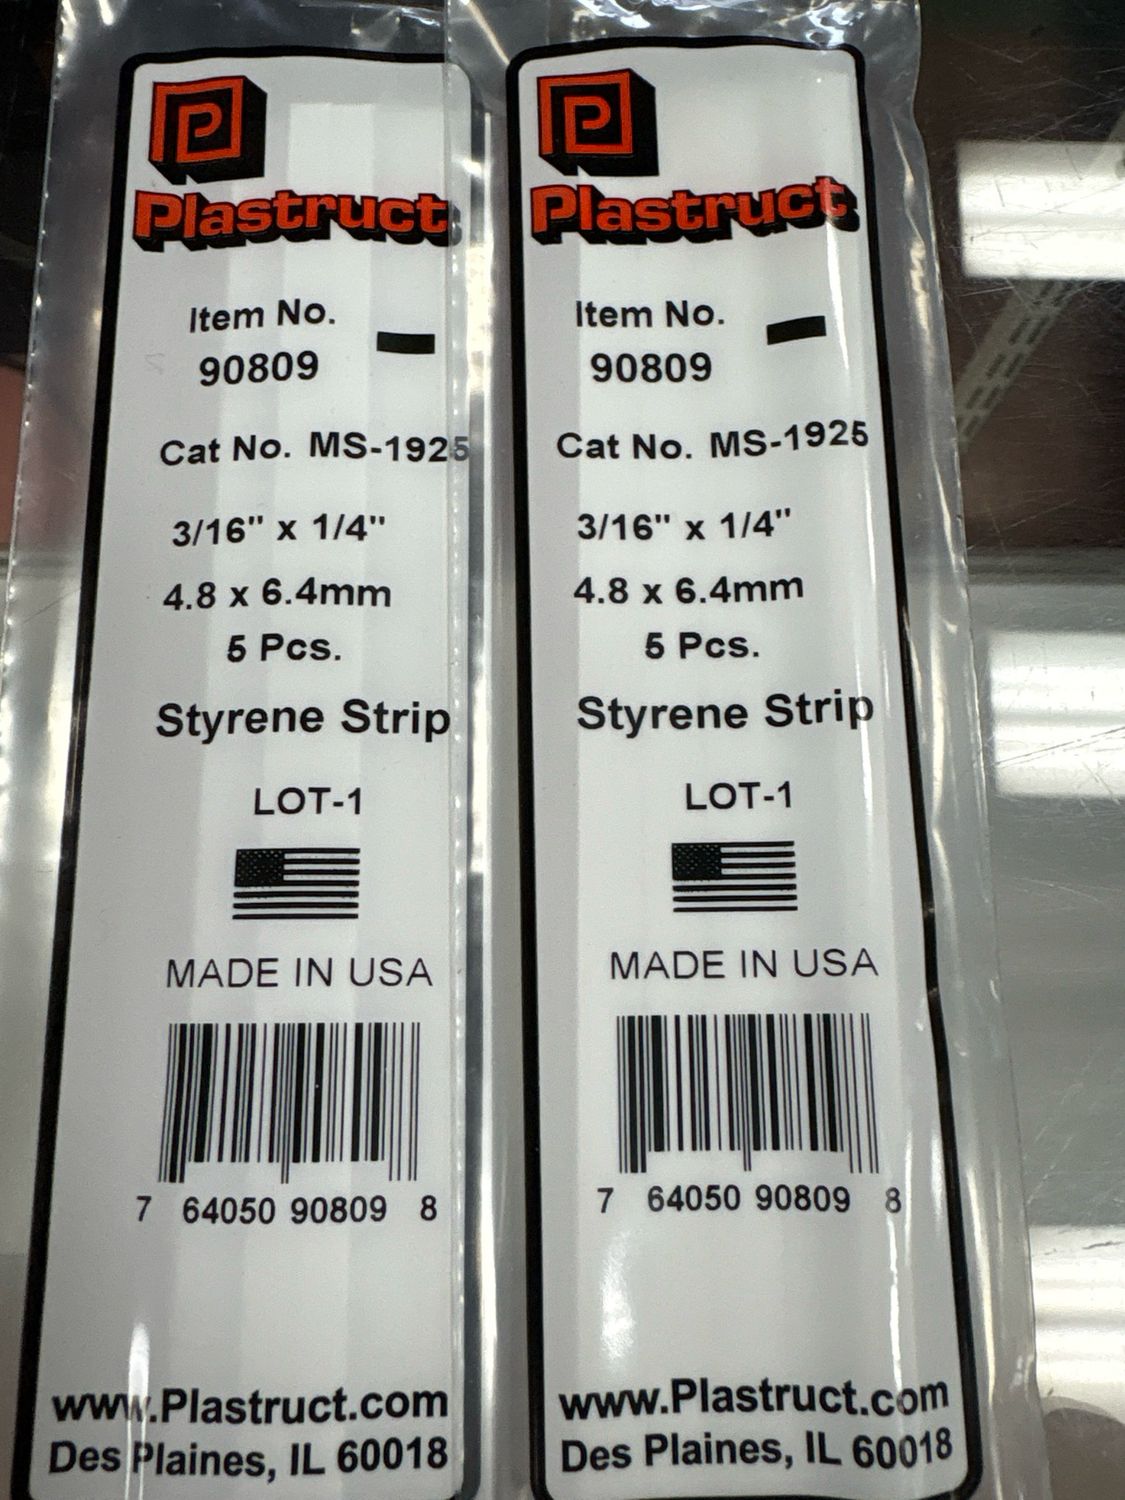 P
Plastruct
Item No.
90809
Cat No. MS-1925
3/16" x 1/4"
4.8 x 6.4mm
5 Pcs.
Styrene Strip
LOT-1
MADE IN USA
7 64050 90809 8
www.Plastruct.com
Des Plaines, IL 60018
P
Plastruct
Item No.
90809
Cat No. MS-1925
3/16" x 1/4"
4.8 x 6.4mm
5 Pcs.
Styrene Strip
LOT-1
MADE IN USA
7 64050 90809 8
www.Plastruct.com
Des Plaines, IL 60018